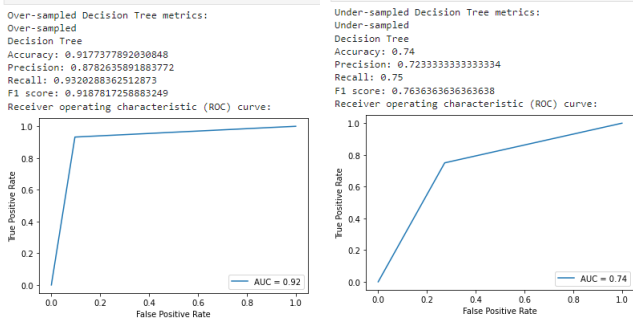 Over-sampled Decision Tree metrics:
Over-sampled
Decision Tree
Accuracy: 0.9177377892030848
Precision: 0.8782635891883772
Recall: 0.9320288362512873
F1 score: 0.9187817258883249
Receiver operating characteristic (ROC) curve:
1.0
0.8
0.6
0.4
0.2
0.0
True Positive Rate
AUC = 0.92
0.0 0.2 0.4 0.6 0.8 1.0
False Positive Rate
Under-sampled Decision Tree metrics:
Under-sampled
Decision Tree
Accuracy: 0.74
Precision: 0.7233333333333334
Recall: 0.75
F1 score: 0.7636363636363638
Receiver operating characteristic (ROC) curve:
1.0
0.8
0.6
0.4
0.2
0.0
True Positive Rate
AUC = 0.74
0.0 0.2 0.4 0.6 0.8 1.0
False Positive Rate